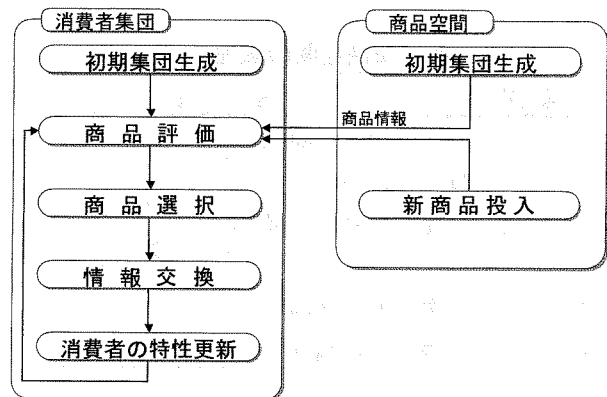 消費者集団
初期集団生成
商品評価
商品選択
情報交換
消費者の特性更新
商品空間
初期集団生成
商品情報
新商品投入